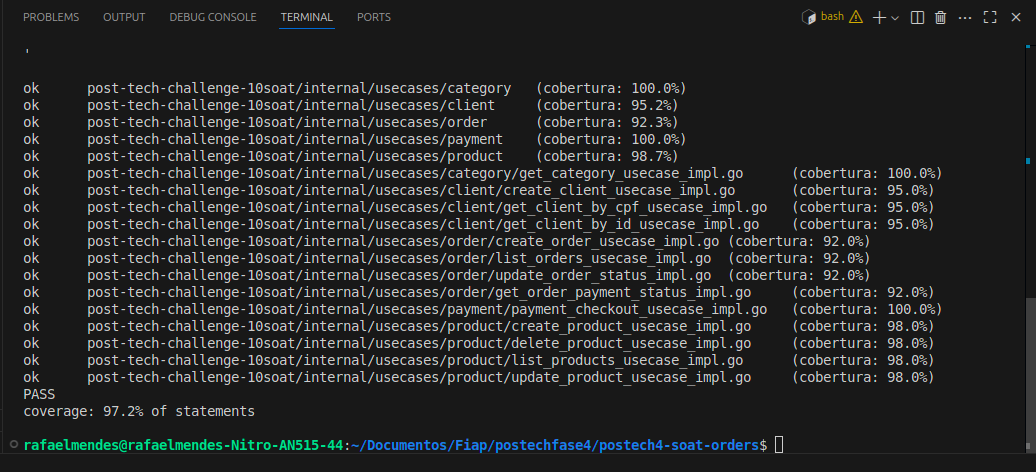 PROBLEMS OUTPUT DEBUG CONSOLE TERMINAL PORTS bash
'
ok post-tech-challenge-10soat/internal/usecases/category (cobertura: 100.0%)
ok post-tech-challenge-10soat/internal/usecases/client (cobertura: 95.2%)
ok post-tech-challenge-10soat/internal/usecases/order (cobertura: 92.3%)
ok post-tech-challenge-10soat/internal/usecases/payment (cobertura: 100.0%)
ok post-tech-challenge-10soat/internal/usecases/product (cobertura: 98.7%)
ok post-tech-challenge-10soat/internal/usecases/category/get_category_usecase_impl.go (cobertura: 100.0%)
ok post-tech-challenge-10soat/internal/usecases/client/create_client_usecase_impl.go (cobertura: 95.0%)
ok post-tech-challenge-10soat/internal/usecases/client/get_client_by_cpf_usecase_impl.go (cobertura: 95.0%)
ok post-tech-challenge-10soat/internal/usecases/client/get_client_by_id_usecase_impl.go (cobertura: 95.0%)
ok post-tech-challenge-10soat/internal/usecases/order/create_order_usecase_impl.go (cobertura: 92.0%)
ok post-tech-challenge-10soat/internal/usecases/order/list_orders_usecase_impl.go (cobertura: 92.0%)
ok post-tech-challenge-10soat/internal/usecases/order/update_order_status_impl.go (cobertura: 92.0%)
ok post-tech-challenge-10soat/internal/usecases/order/get_order_payment_status_impl.go (cobertura: 92.0%)
ok post-tech-challenge-10soat/internal/usecases/payment/payment_checkout_usecase_impl.go (cobertura: 100.0%)
ok post-tech-challenge-10soat/internal/usecases/product/create_product_usecase_impl.go (cobertura: 98.0%)
ok post-tech-challenge-10soat/internal/usecases/product/delete_product_usecase_impl.go (cobertura: 98.0%)
ok post-tech-challenge-10soat/internal/usecases/product/list_products_usecase_impl.go (cobertura: 98.0%)
ok post-tech-challenge-10soat/internal/usecases/product/update_product_usecase_impl.go (cobertura: 98.0%)
PASS
coverage: 97.2% of statements
rafaelmendes@rafaelmendes-Nitro-AN515-44:~/Documentos/Fiap/postechfase4/postech4-soat-orders$